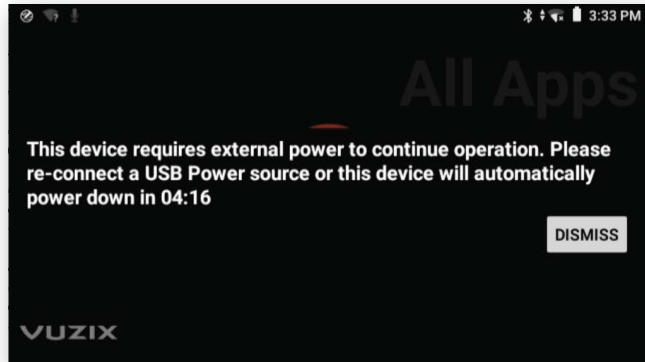 3:33 PM
All Apps
This device requires external power to continue operation. Please
re-connect a USB Power source or this device will automatically
power down in 04:16
DISMISS
VUZIX